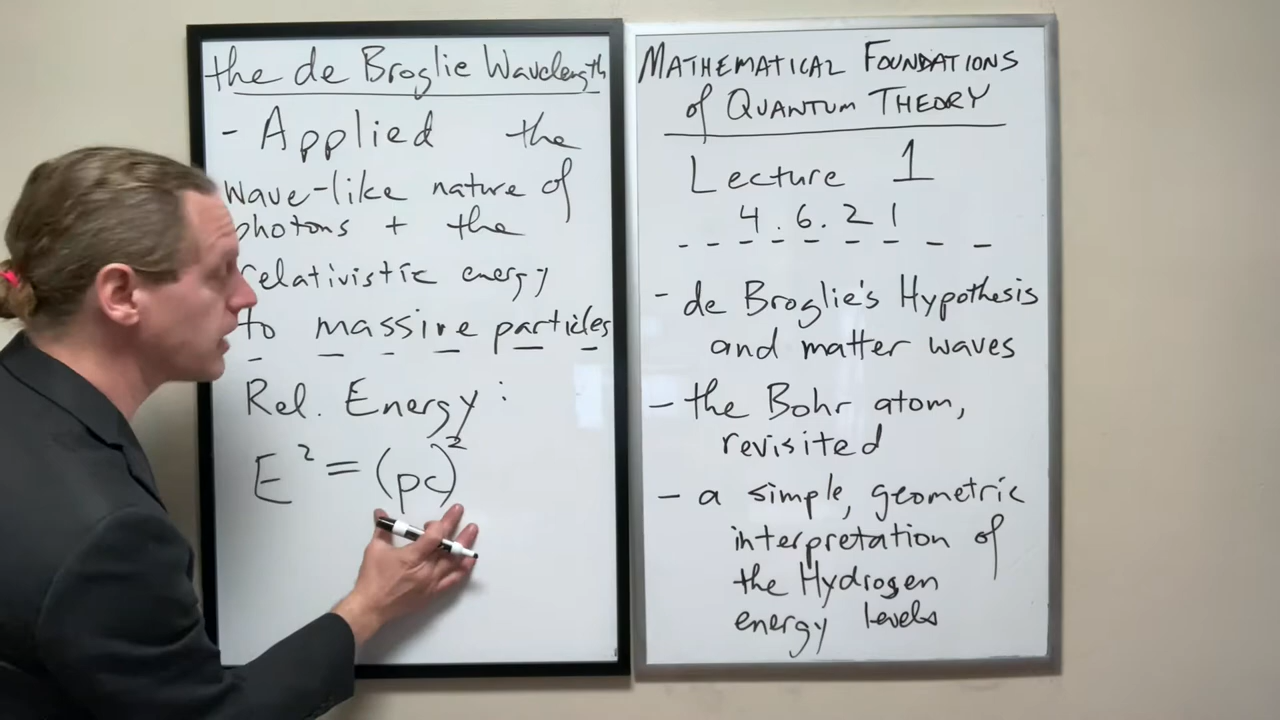 the de Broglie Wavelength
- Applied the
wave-like nature of
photons + the
relativistic energy
to massive particles
Rel. Energy:
E² = (pc)²
MATHEMATICAL FOUNDATIONS
of QUANTUM THEORY
Lecture 1
4.6.21
- de Broglie's Hypothesis
and matter waves
- the Bohr atom,
revisited
- a simple, geometric
interpretation of
the Hydrogen
energy levels